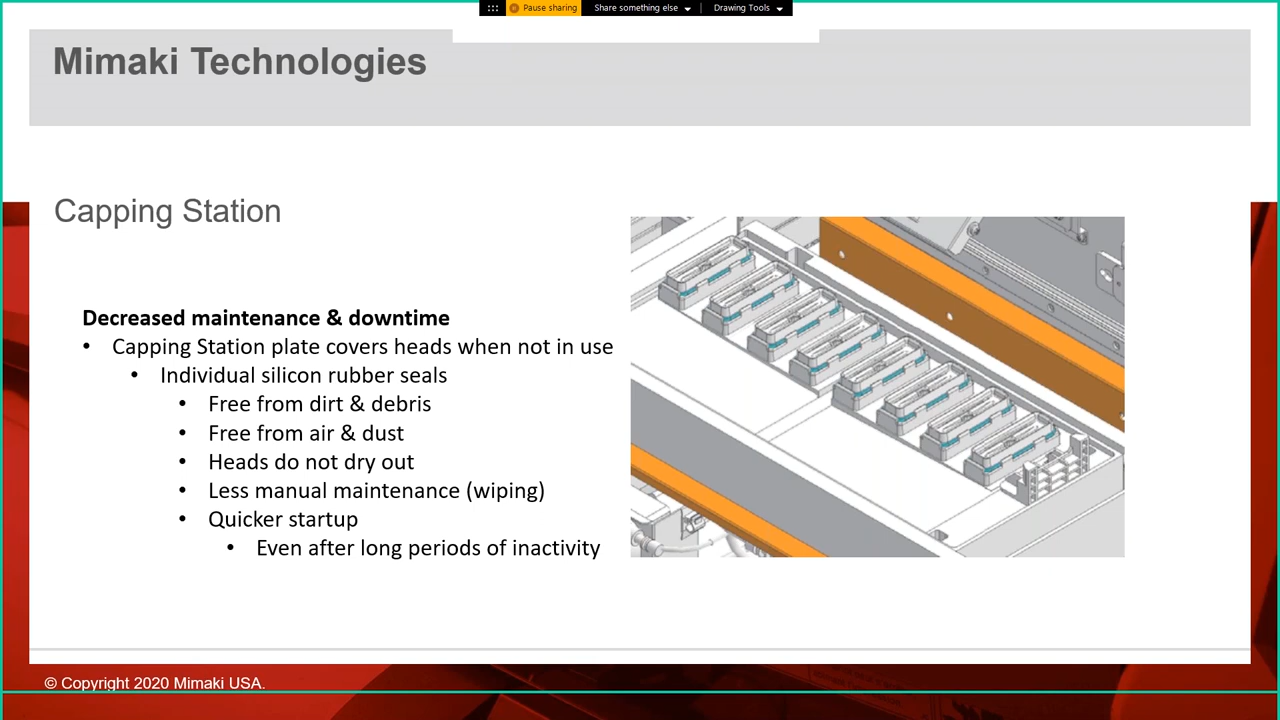 Pause sharing
Share something else
Drawing Tools
Mimaki Technologies
Capping Station
Decreased maintenance & downtime
• Capping Station plate covers heads when not in use
• Individual silicon rubber seals
• Free from dirt & debris
• Free from air & dust
• Heads do not dry out
• Less manual maintenance (wiping)
• Quicker startup
• Even after long periods of inactivity
© Copyright 2020 Mimaki USA.